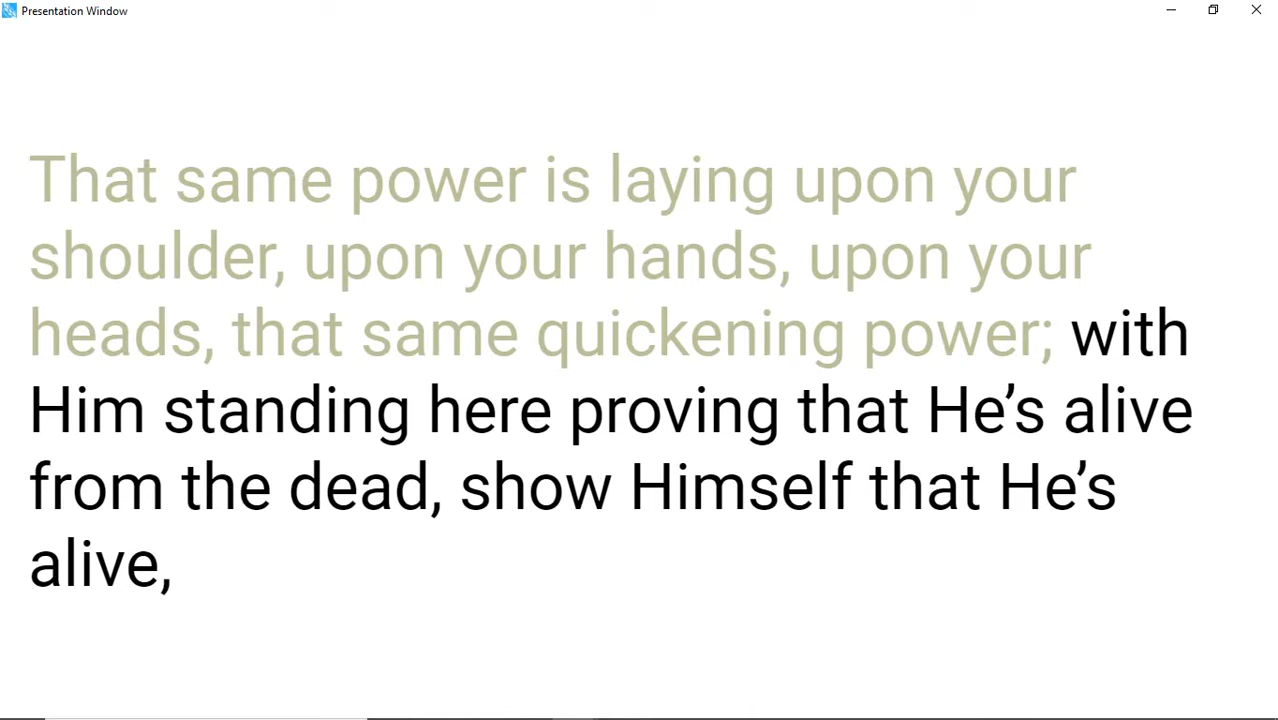 Presentation Window
That same power is laying upon your
shoulder, upon your hands, upon your
heads, that same quickening power; with
Him standing here proving that He’s alive
from the dead, show Himself that He’s
alive,